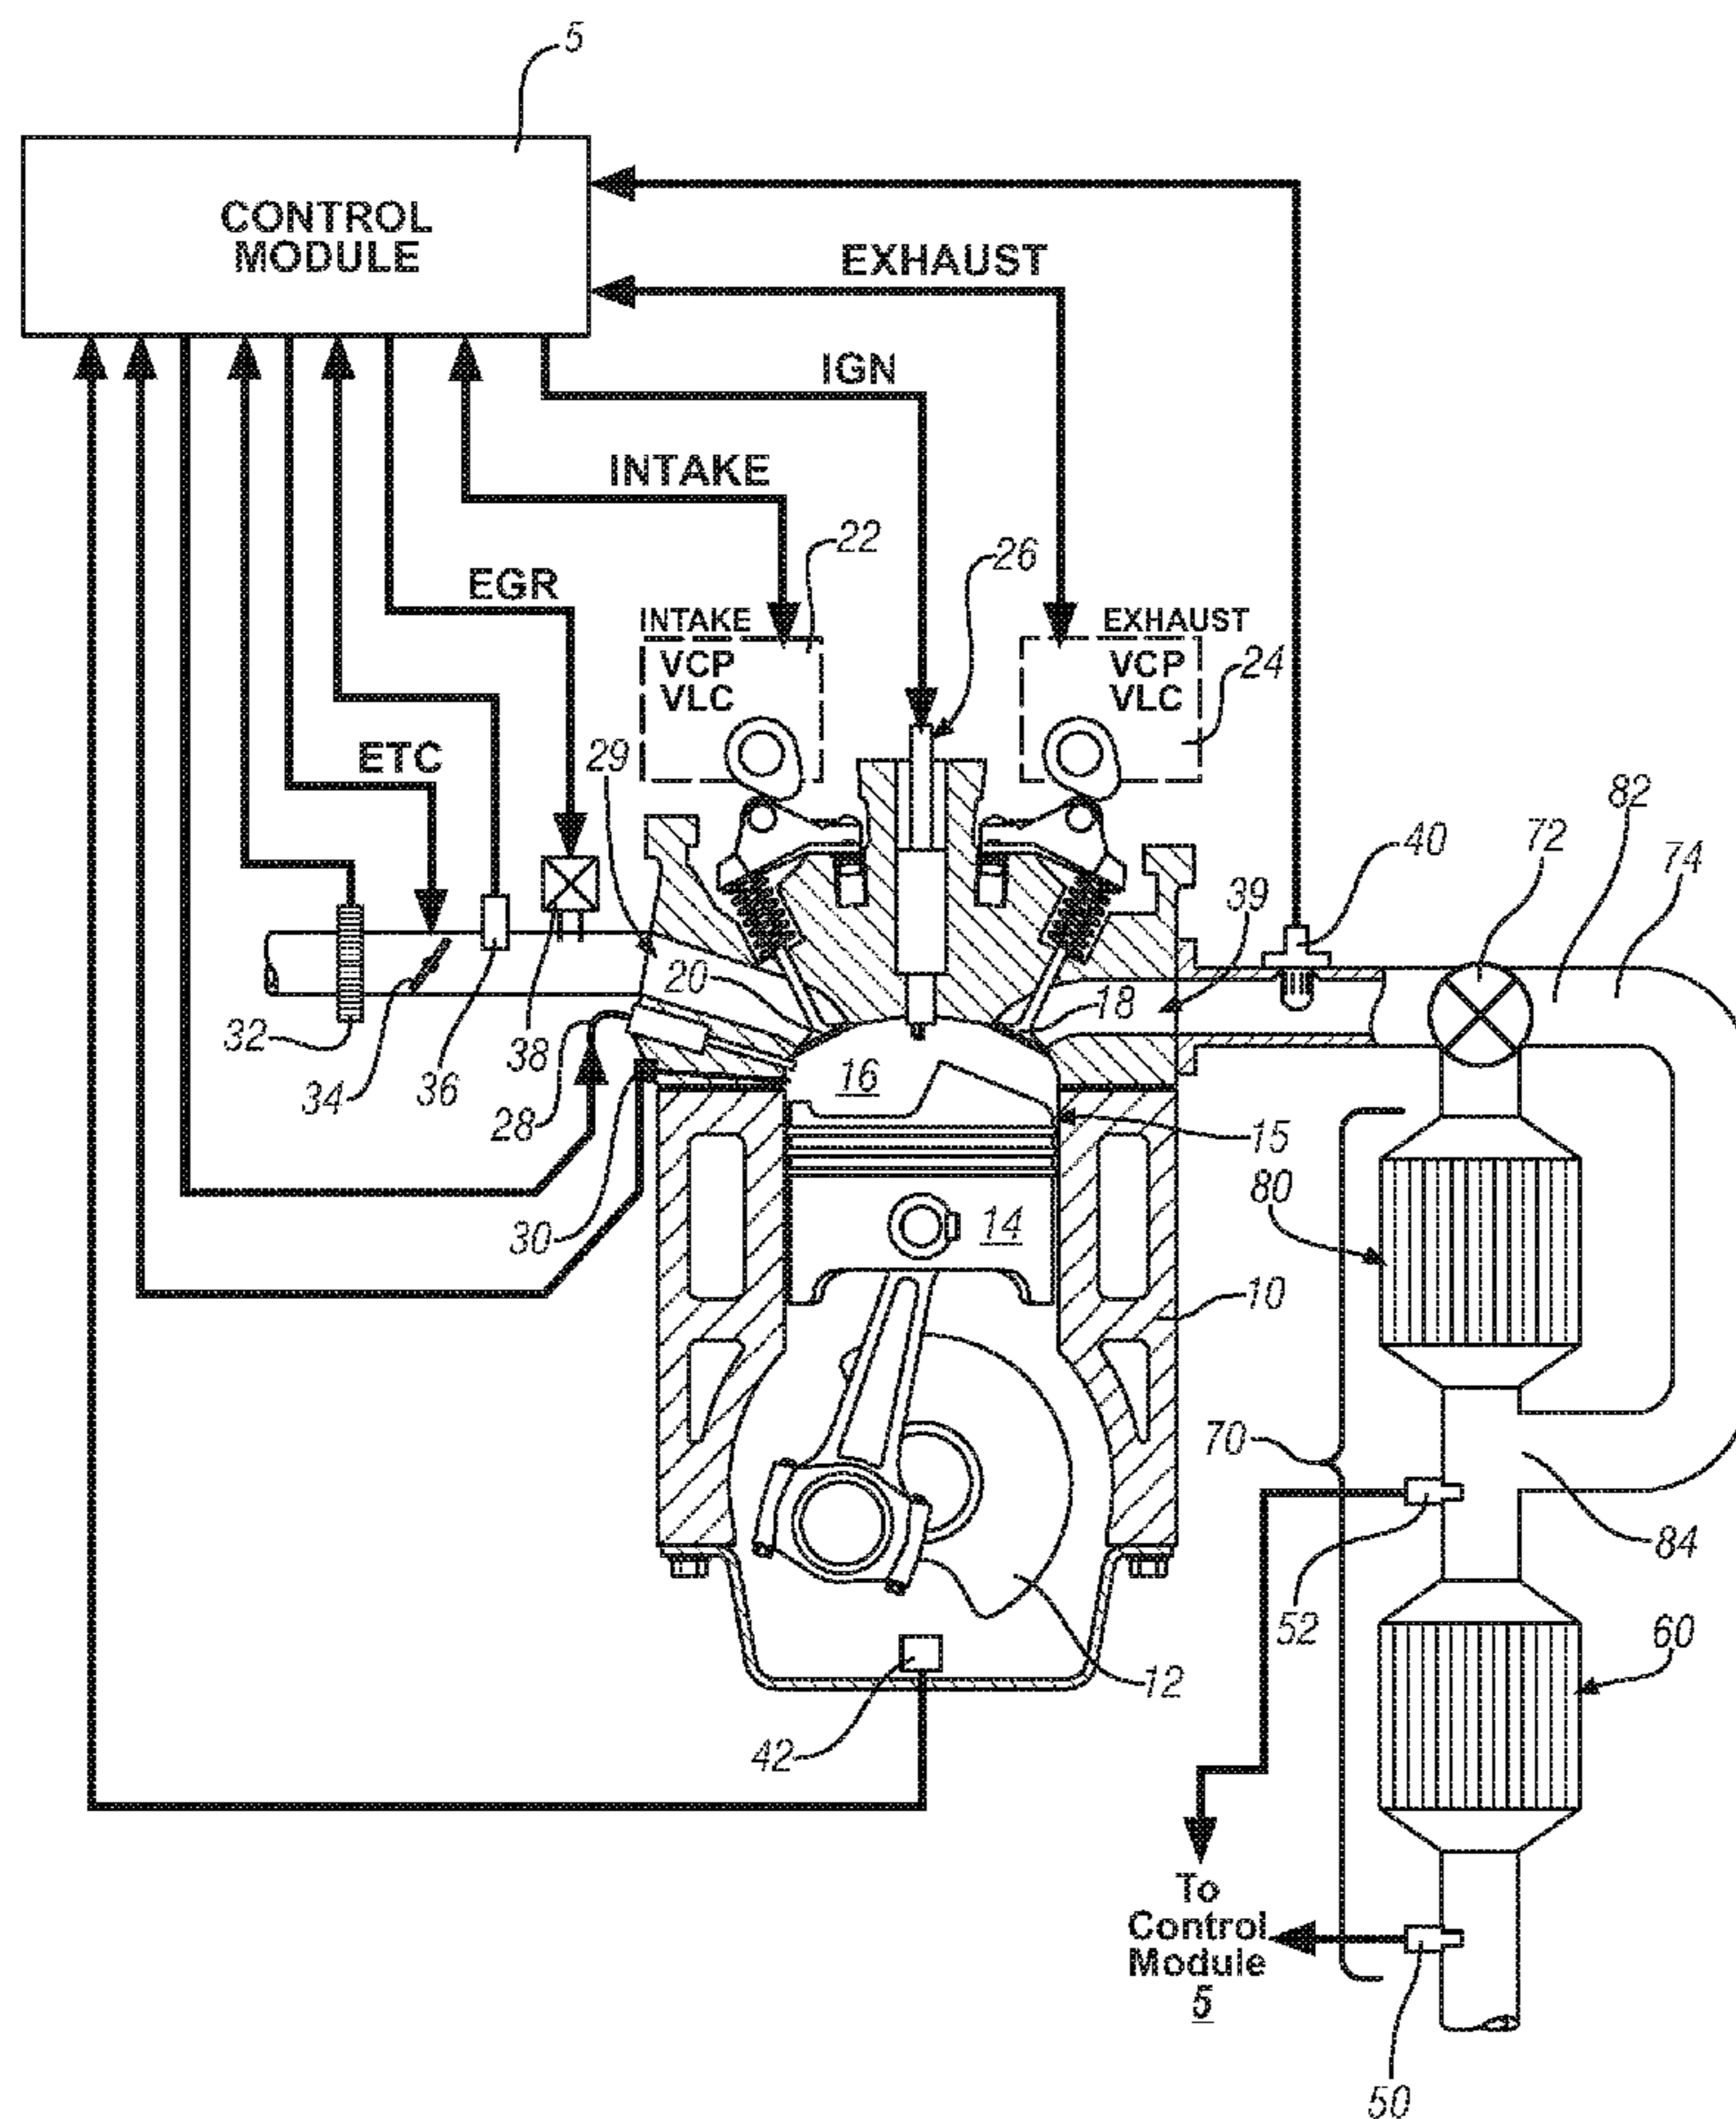 5
CONTROL
MODULE
EXHAUST
IGN
INTAKE
22
26
EGR
INTAKE
VCP
VLC
EXHAUST
VCP
VLC
24
ETC
29
82
72
74
40
39
20
18
32
38
36
34
28
16
15
30
80
14
10
70
84
52
60
12
42
To
Control
Module
5
50